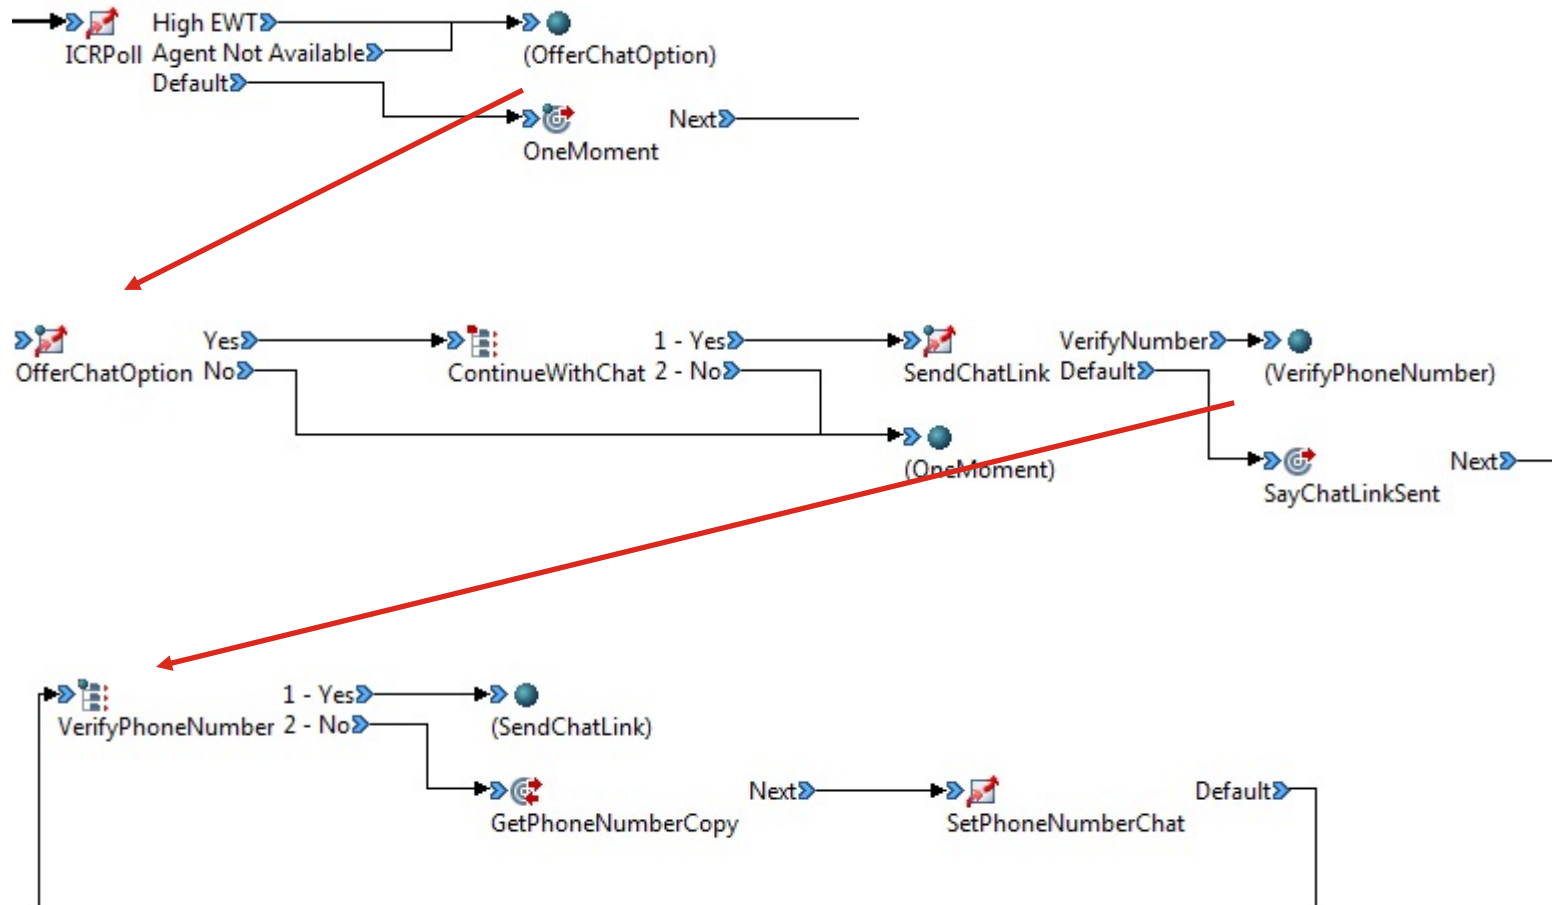 High EWT
ICRPoll Agent Not Available
(OfferChatOption)
Default
Next
OneMoment
Yes
1 - Yes
VerifyNumber
OfferChatOption No
ContinueWithChat 2 - No
SendChatLink Default
(VerifyPhoneNumber)
(OneMoment)
Next
SayChatLinkSent
1 - Yes
VerifyPhoneNumber 2 - No
(SendChatLink)
Next
Default
GetPhoneNumberCopy
SetPhoneNumberChat